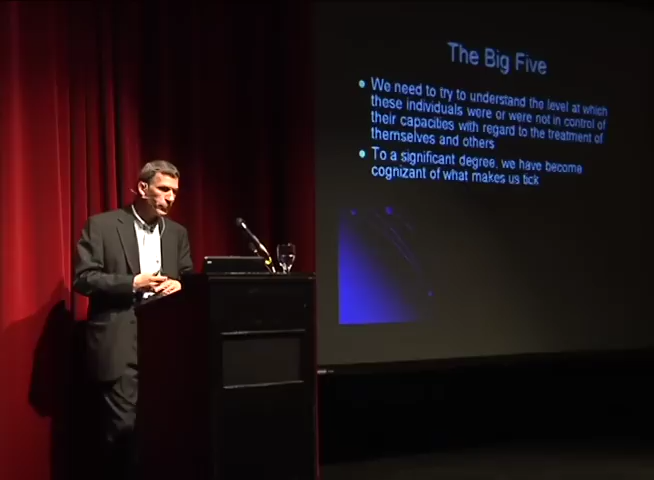 The Big Five
We need to try to understand the level at which
these individuals were or were not in control of
their capacities with regard to the treatment of
themselves and others
To a significant degree, we have become
cognizant of what makes us tick